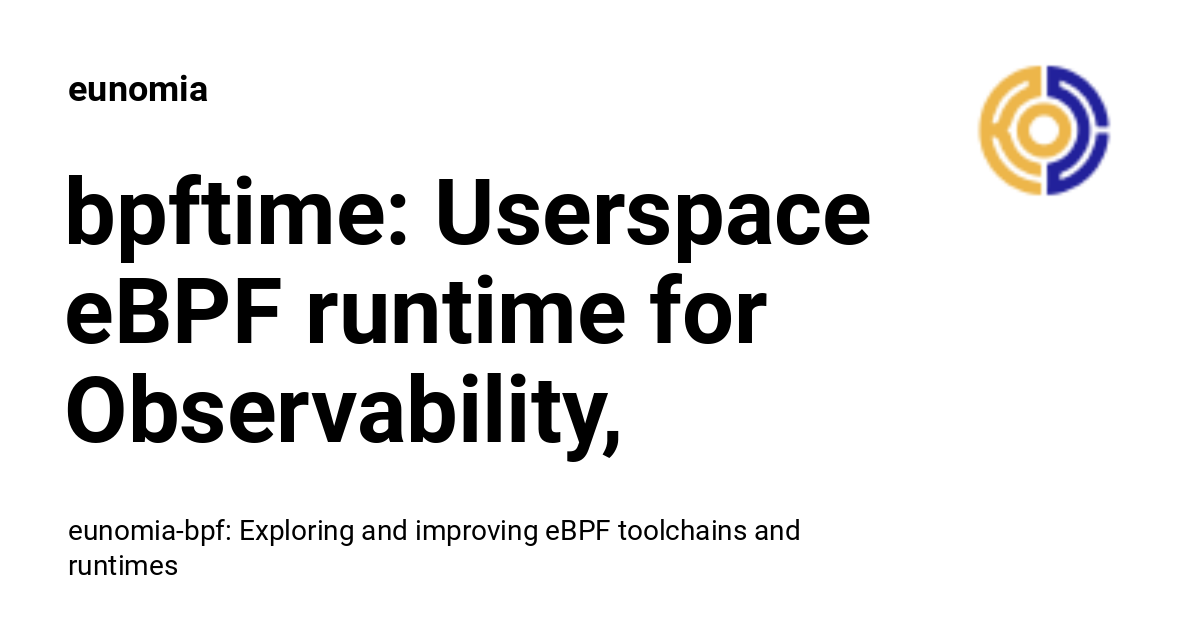 eunomia
bpftime: Userspace
eBPF runtime for
Observability,
eunomia-bpf: Exploring and improving eBPF toolchains and
runtimes